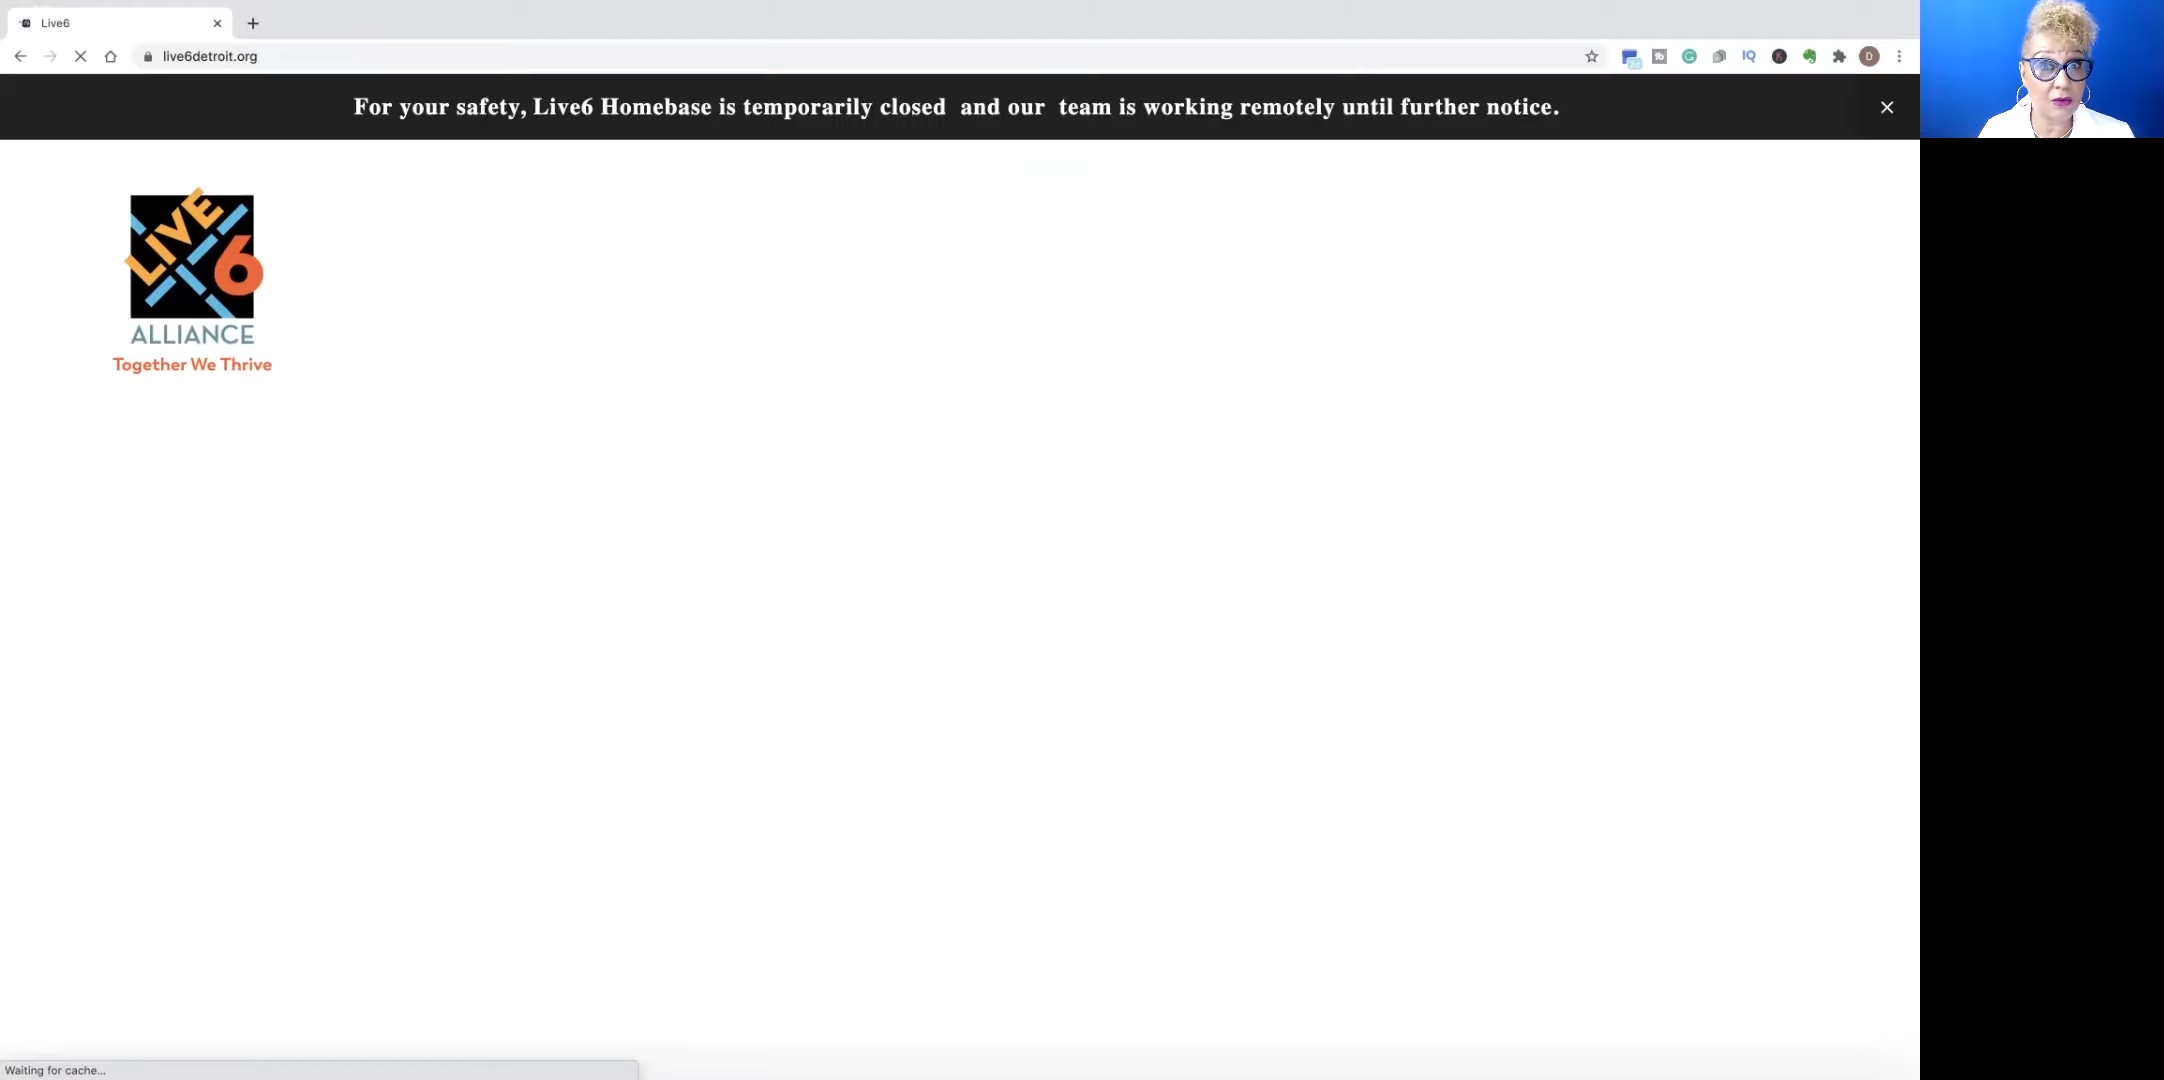 Live6
live6detroit.org
IQ
D
For your safety, Live6 Homebase is temporarily closed and our team is working remotely until further notice.
LIVE
6
ALLIANCE
Together We Thrive
Waiting for cache...